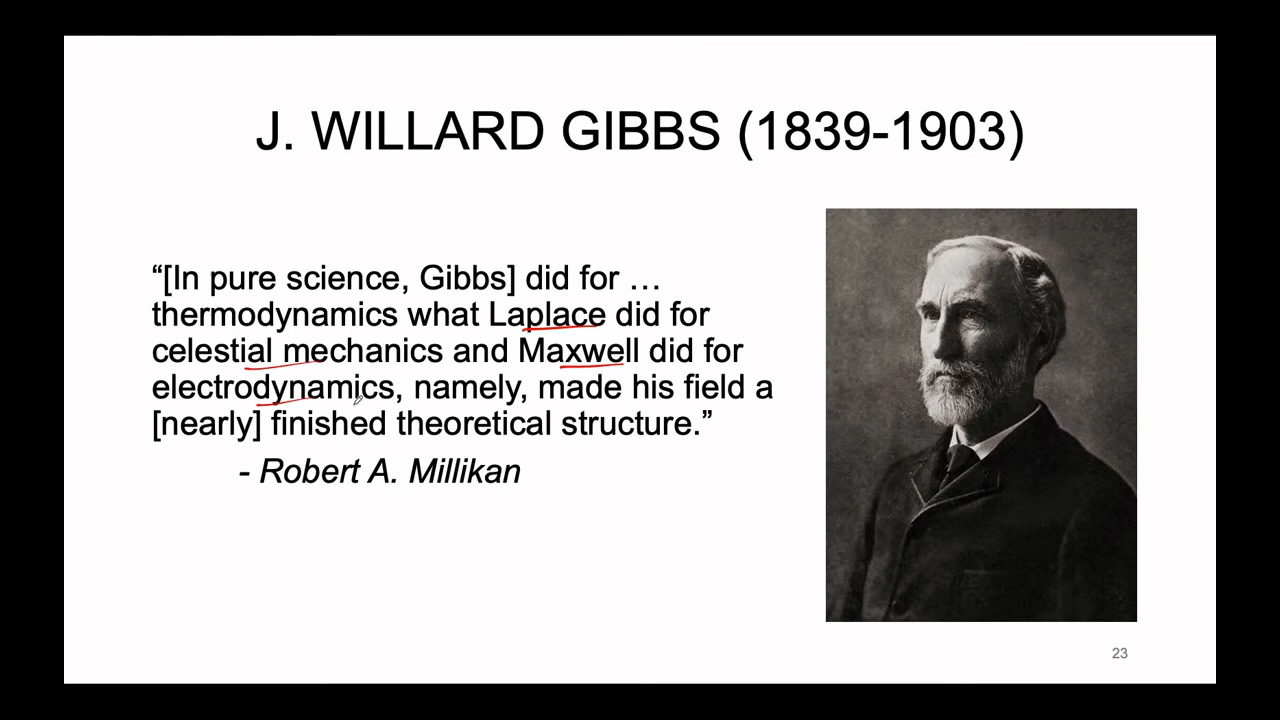 J. WILLARD GIBBS (1839-1903)
“[In pure science, Gibbs] did for …
thermodynamics what Laplace did for
celestial mechanics and Maxwell did for
electrodynamics, namely, made his field a
[nearly] finished theoretical structure.”
- Robert A. Millikan
23